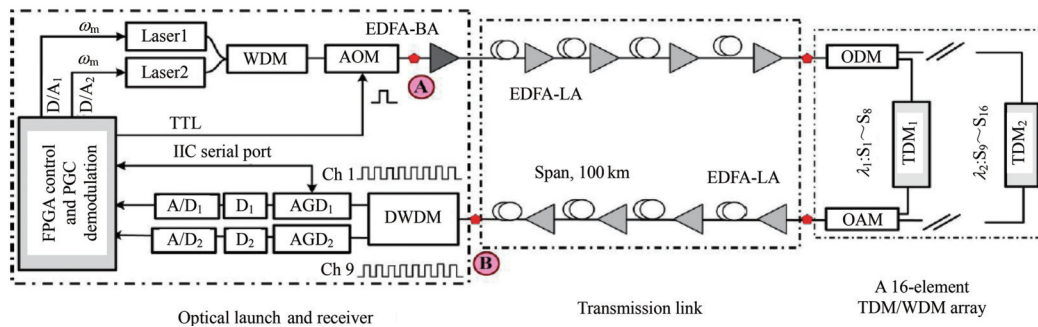 ωm
Laser1
EDFA-BA
D/A1
D/A2
ωm
Laser2
WDM
AOM
A
TTL
IIC serial port
FPGA control
and PGC
demodulation
Ch 1
A/D1
D1
AGD1
A/D2
D2
AGD2
DWDM
Ch 9
B
Optical launch and receiver
EDFA-LA
Span, 100 km
EDFA-LA
Transmission link
ODM
λ1:S1~S8
TDM1
λ2:S9~S16
TDM2
OAM
A 16-element
TDM/WDM array